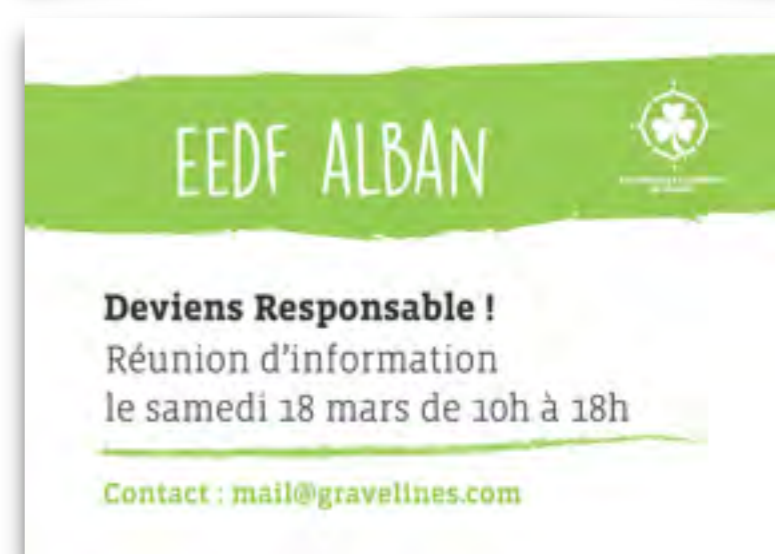 EEDF ALBAN
Deviens Responsable !
Réunion d'information
le samedi 18 mars de 10h à 18h
Contact : mail@gravelines.com